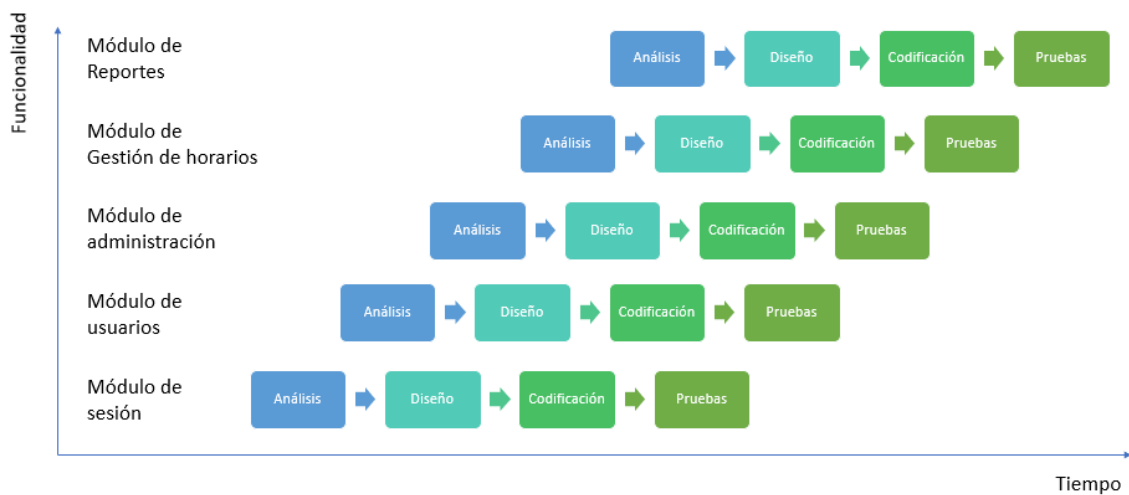 Funcionalidad
Módulo de
Reportes
Análisis
Diseño
Codificación
Pruebas
Módulo de
Gestión de horarios
Análisis
Diseño
Codificación
Pruebas
Módulo de
administración
Análisis
Diseño
Codificación
Pruebas
Módulo de
usuarios
Análisis
Diseño
Codificación
Pruebas
Módulo de
sesión
Análisis
Diseño
Codificación
Pruebas
Tiempo